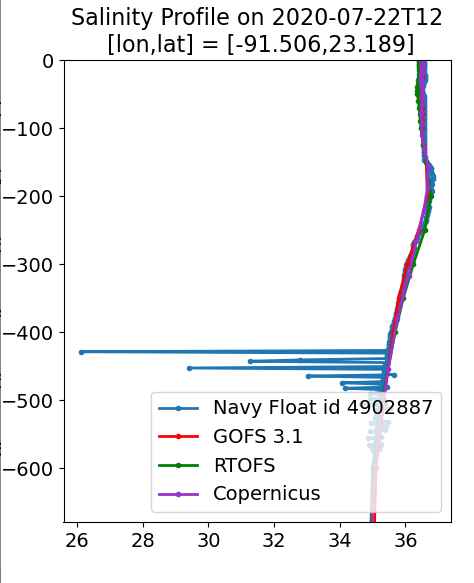 Salinity Profile on 2020-07-22T12
[lon,lat] = [-91.506,23.189]
0
−100
−200
−300
−400
−500
−600
Navy Float id 4902887
GOFS 3.1
RTOFS
Copernicus
26 28 30 32 34 36